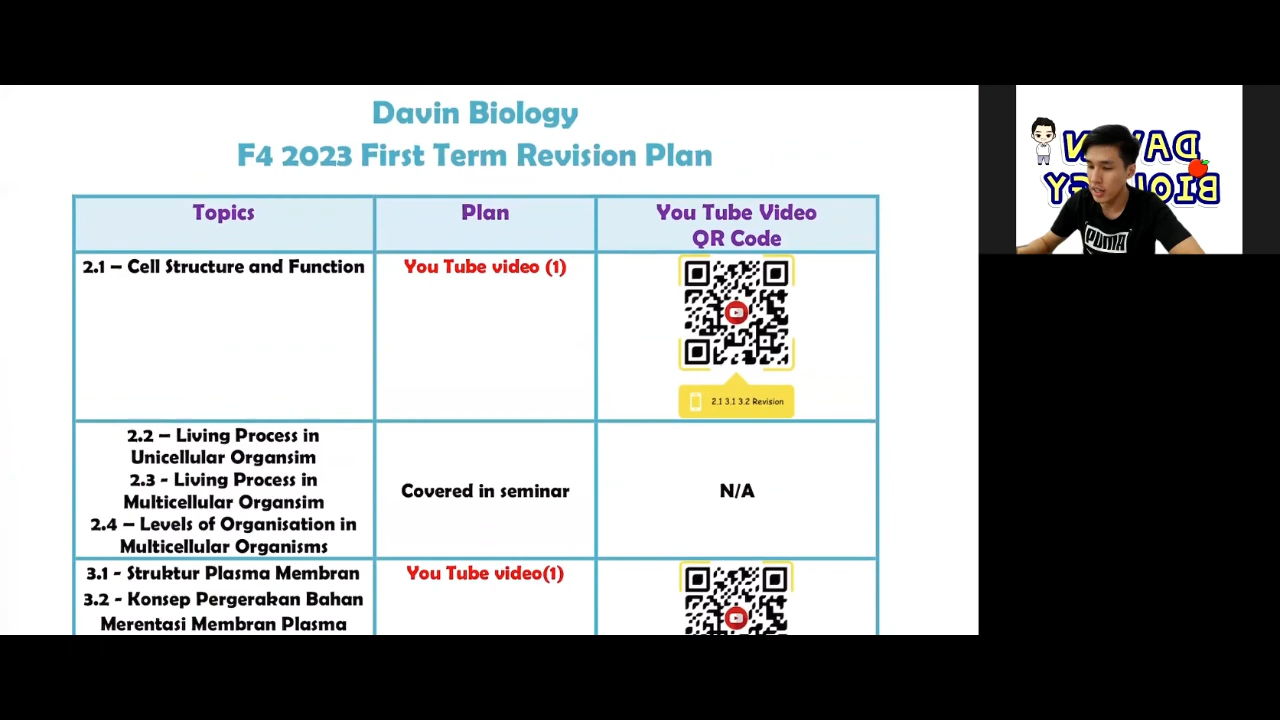 Davin Biology
F4 2023 First Term Revision Plan
Topics
Plan
You Tube Video
QR Code
2.1 – Cell Structure and Function
You Tube video (1)
2.1 3.1 3.2 Revision
2.2 – Living Process in
Unicellular Organsim
2.3 - Living Process in
Multicellular Organsim
2.4 – Levels of Organisation in
Multicellular Organisms
Covered in seminar
N/A
3.1 - Struktur Plasma Membran
3.2 - Konsep Pergerakan Bahan
Merentasi Membran Plasma
You Tube video(1)
PUMA